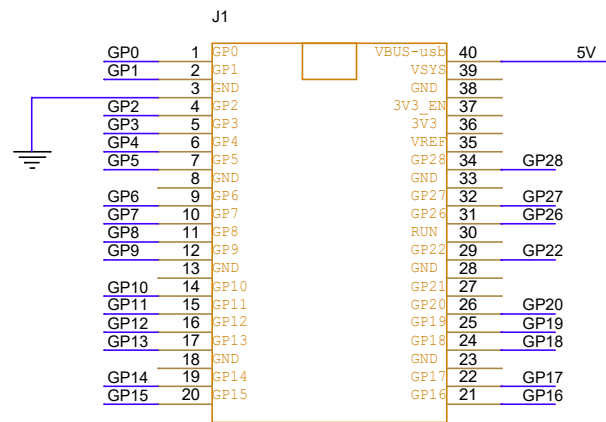 J1
GP0 1 GP0 VBUS-usb 40 5V
GP1 2 GP1 VSYS 39
3 GND GND 38
GP2 4 GP2 3V3_EN 37
GP3 5 GP3 3V3 36
GP4 6 GP4 VREF 35
GP5 7 GP5 GP28 34 GP28
8 GND GND 33
GP6 9 GP6 GP27 32 GP27
GP7 10 GP7 GP26 31 GP26
GP8 11 GP8 RUN 30
GP9 12 GP9 GP22 29 GP22
13 GND GND 28
GP10 14 GP10 GP21 27
GP11 15 GP11 GP20 26 GP20
GP12 16 GP12 GP19 25 GP19
GP13 17 GP13 GP18 24 GP18
18 GND GND 23
GP14 19 GP14 GP17 22 GP17
GP15 20 GP15 GP16 21 GP16